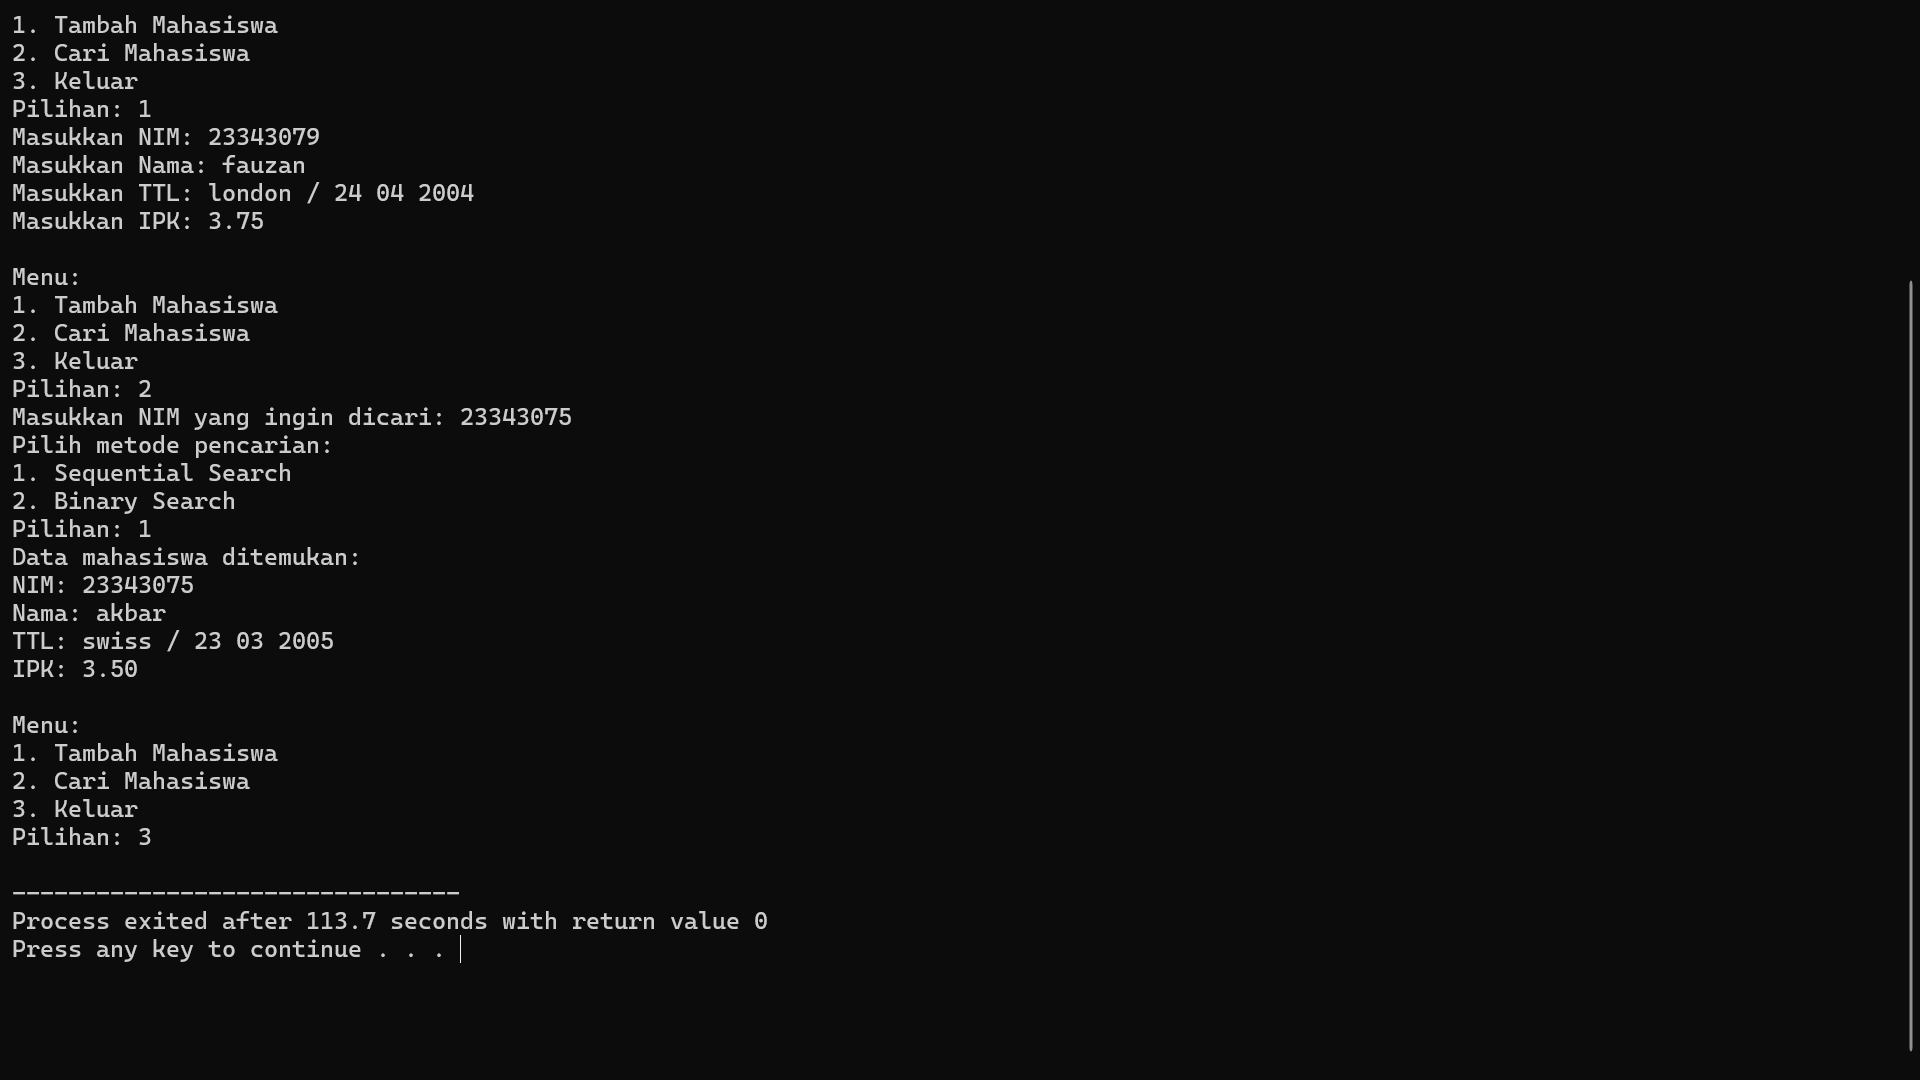 1. Tambah Mahasiswa
2. Cari Mahasiswa
3. Keluar
Pilihan: 1
Masukkan NIM: 23343079
Masukkan Nama: fauzan
Masukkan TTL: london / 24 04 2004
Masukkan IPK: 3.75

Menu:
1. Tambah Mahasiswa
2. Cari Mahasiswa
3. Keluar
Pilihan: 2
Masukkan NIM yang ingin dicari: 23343075
Pilih metode pencarian:
1. Sequential Search
2. Binary Search
Pilihan: 1
Data mahasiswa ditemukan:
NIM: 23343075
Nama: akbar
TTL: swiss / 23 03 2005
IPK: 3.50

Menu:
1. Tambah Mahasiswa
2. Cari Mahasiswa
3. Keluar
Pilihan: 3

--------------------------------
Process exited after 113.7 seconds with return value 0
Press any key to continue . . .